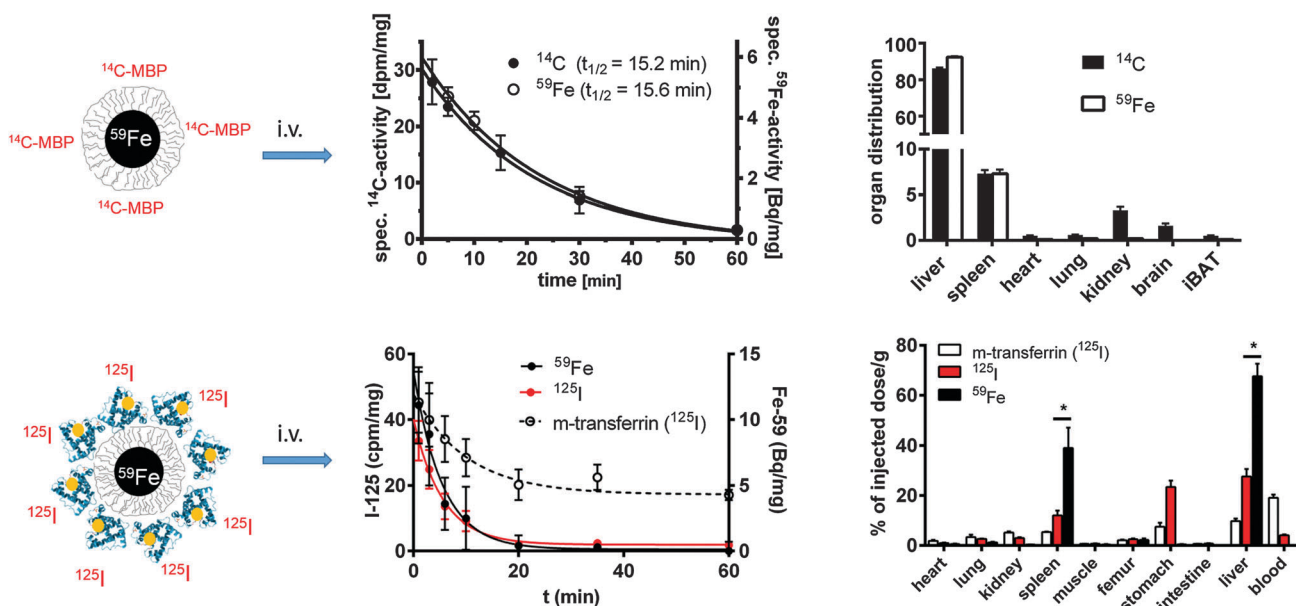 ¹⁴C-MBP
¹⁴C-MBP
⁵⁹Fe
¹⁴C-MBP
¹⁴C-MBP
i.v.
spec. ¹⁴C-activity [dpm/mg]
30
20
10
0
¹⁴C (t₁/₂ = 15.2 min)
⁵⁹Fe (t₁/₂ = 15.6 min)
6
4
2
0
spec. ⁵⁹Fe-activity [Bq/mg]
0 10 20 30 40 50 60
time [min]
organ distribution
100
80
60
10
5
0
¹⁴C
⁵⁹Fe
liver
spleen
heart
lung
kidney
brain
iBAT
¹²⁵I
¹²⁵I
¹²⁵I
¹²⁵I
⁵⁹Fe
¹²⁵I
¹²⁵I
¹²⁵I
¹²⁵I
i.v.
I-125 (cpm/mg)
60
40
20
0
⁵⁹Fe
¹²⁵I
m-transferrin (¹²⁵I)
15
10
5
0
Fe-59 (Bq/mg)
0 20 40 60
t (min)
% of injected dose/g
80
60
40
20
0
m-transferrin (¹²⁵I)
¹²⁵I
⁵⁹Fe
*
*
heart
lung
kidney
spleen
muscle
femur
stomach
intestine
liver
blood